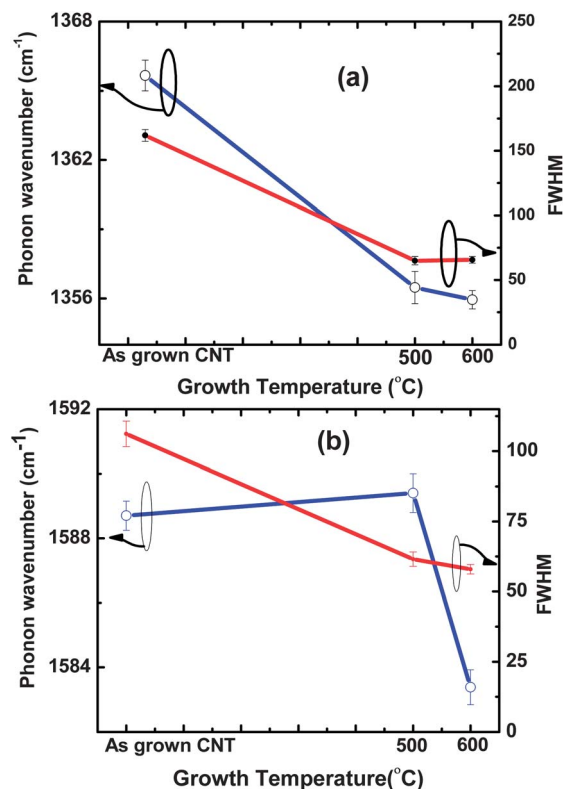 1368
1362
1356
Phonon wavenumber (cm-1)
(a)
250
200
150
100
50
0
FWHM
As grown CNT
500
600
Growth Temperature (oC)
1592
1588
1584
Phonon wavenumber (cm-1)
(b)
100
75
50
25
0
FWHM
As grown CNT
500
600
Growth Temperature(oC)